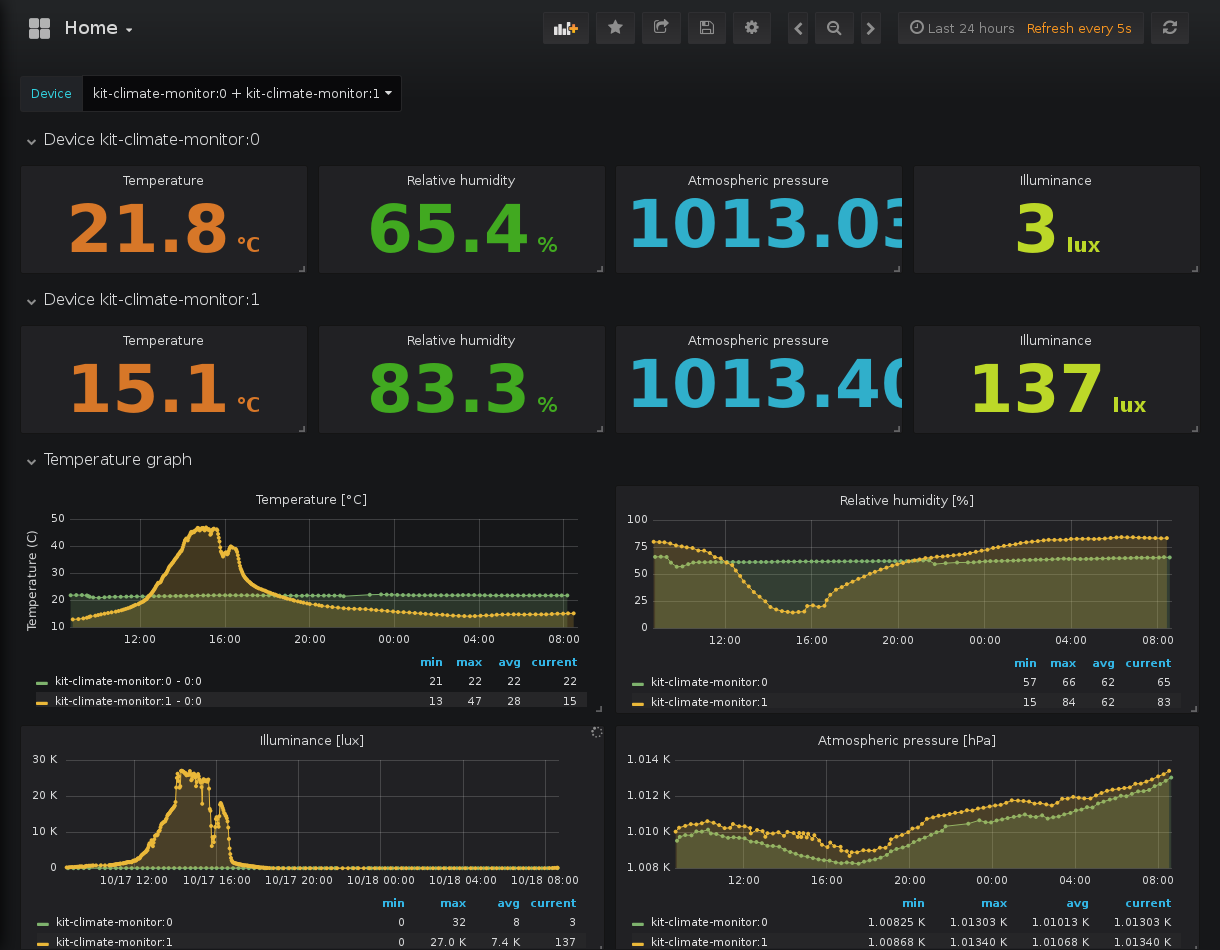 Home
Last 24 hours Refresh every 5s
Device kit-climate-monitor:0 + kit-climate-monitor:1
Device kit-climate-monitor:0
Temperature
21.8 °C
Relative humidity
65.4 %
Atmospheric pressure
1013.03
Illuminance
3 lux
Device kit-climate-monitor:1
Temperature
15.1 °C
Relative humidity
83.3 %
Atmospheric pressure
1013.40
Illuminance
137 lux
Temperature graph
Temperature [°C]
Temperature (C)
50
40
30
20
10
12:00 16:00 20:00 00:00 04:00 08:00
min max avg current
kit-climate-monitor:0 - 0:0 21 22 22 22
kit-climate-monitor:1 - 0:0 13 47 28 15
Relative humidity [%]
100
75
50
25
0
12:00 16:00 20:00 00:00 04:00 08:00
min max avg current
kit-climate-monitor:0 57 66 62 65
kit-climate-monitor:1 15 84 62 83
Illuminance [lux]
30 K
20 K
10 K
0
10/17 12:00 10/17 16:00 10/17 20:00 10/18 00:00 10/18 04:00 10/18 08:00
min max avg current
kit-climate-monitor:0 0 32 8 3
kit-climate-monitor:1 0 27.0 K 7.4 K 137
Atmospheric pressure [hPa]
1.014 K
1.012 K
1.010 K
1.008 K
12:00 16:00 20:00 00:00 04:00 08:00
min max avg current
kit-climate-monitor:0 1.00825 K 1.01303 K 1.01013 K 1.01303 K
kit-climate-monitor:1 1.00868 K 1.01340 K 1.01068 K 1.01340 K